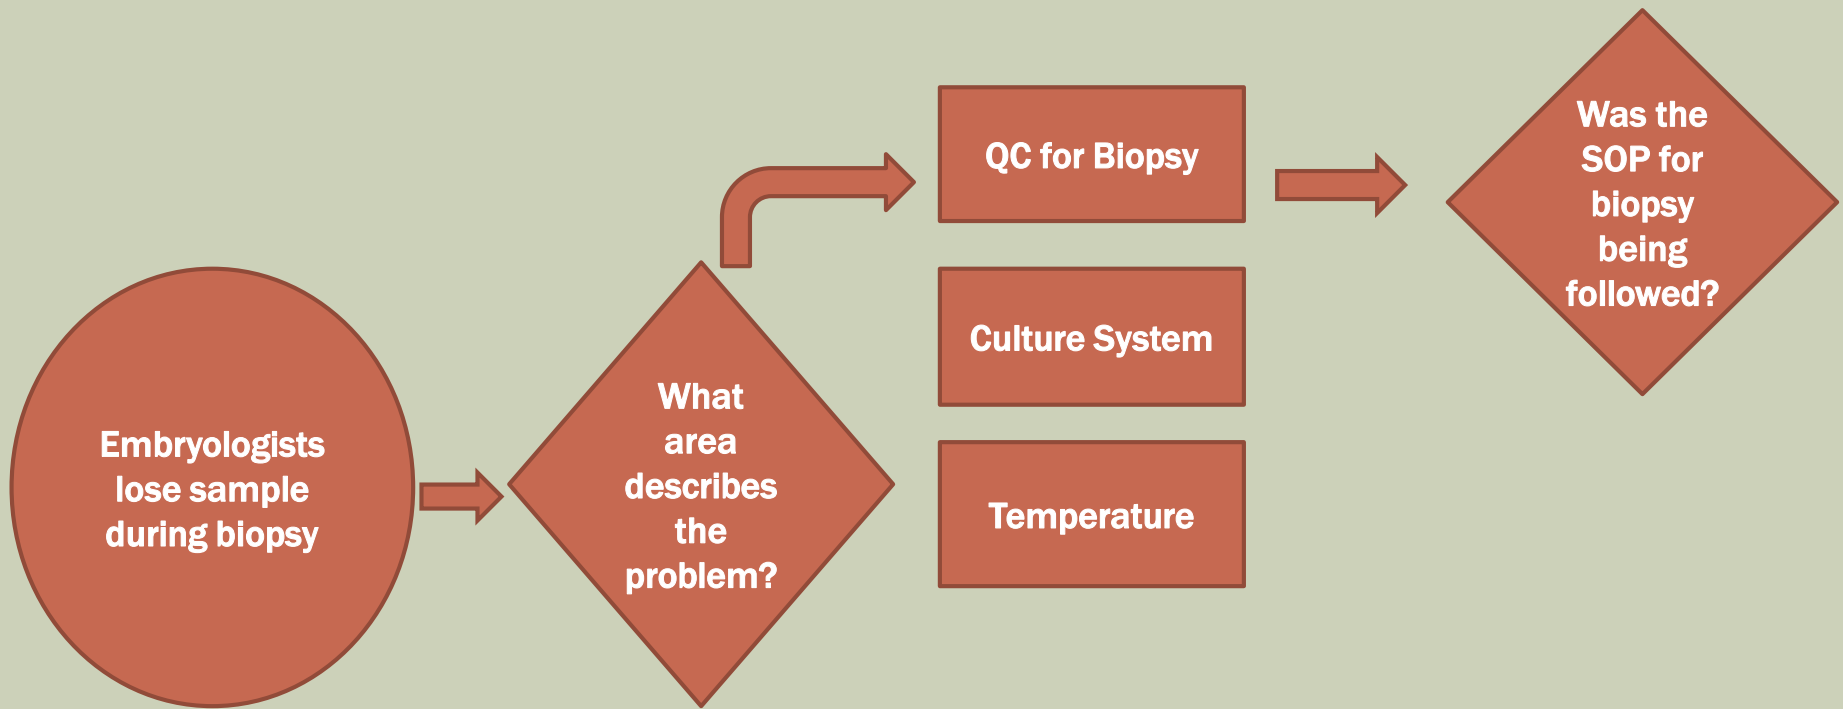 Embryologists
lose sample
during biopsy
What
area
describes
the
problem?
QC for Biopsy
Culture System
Temperature
Was the
SOP for
biopsy
being
followed?